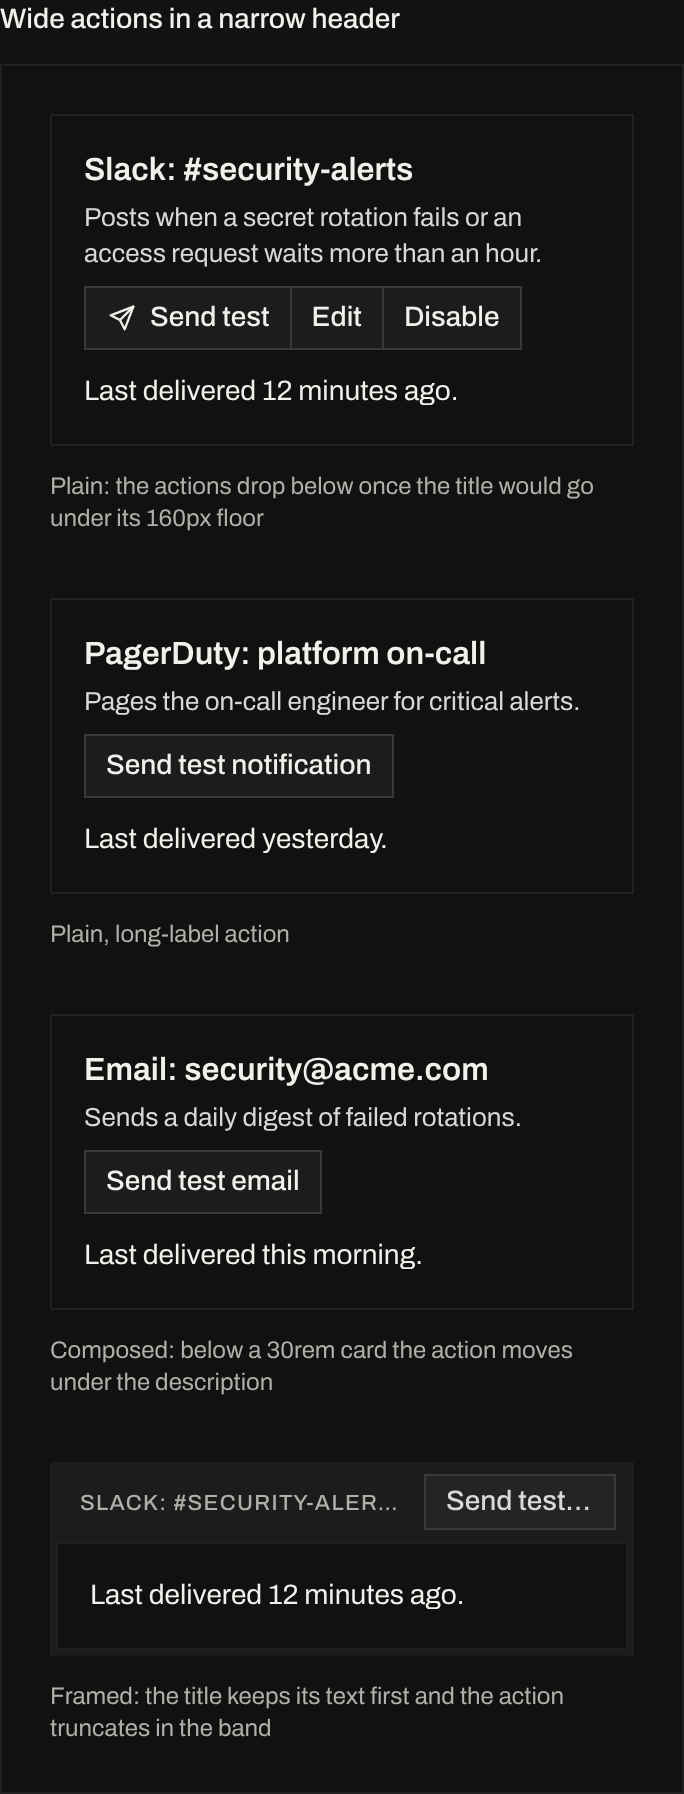 Wide actions in a narrow header
Slack: #security-alerts
Posts when a secret rotation fails or an
access request waits more than an hour.
Send test Edit Disable
Last delivered 12 minutes ago.
Plain: the actions drop below once the title would go
under its 160px floor
PagerDuty: platform on-call
Pages the on-call engineer for critical alerts.
Send test notification
Last delivered yesterday.
Plain, long-label action
Email: security@acme.com
Sends a daily digest of failed rotations.
Send test email
Last delivered this morning.
Composed: below a 30rem card the action moves
under the description
SLACK: #SECURITY-ALER... Send test...
Last delivered 12 minutes ago.
Framed: the title keeps its text first and the action
truncates in the band